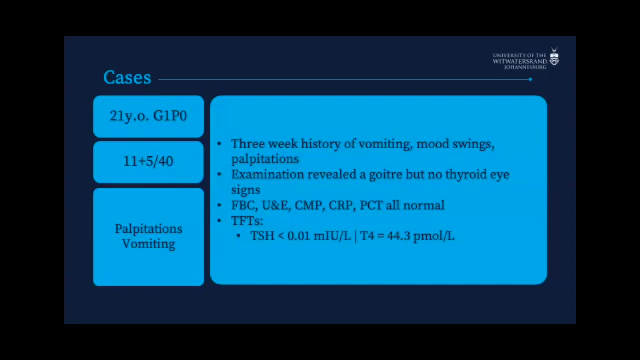 UNIVERSITY OF THE
WITWATERSRAND,
JOHANNESBURG
Cases
21y.o. G1P0
11+5/40
Palpitations
Vomiting
• Three week history of vomiting, mood swings,
palpitations
• Examination revealed a goitre but no thyroid eye
signs
• FBC, U&E, CMP, CRP, PCT all normal
• TFTs:
• TSH < 0.01 mIU/L | T4 = 44.3 pmol/L